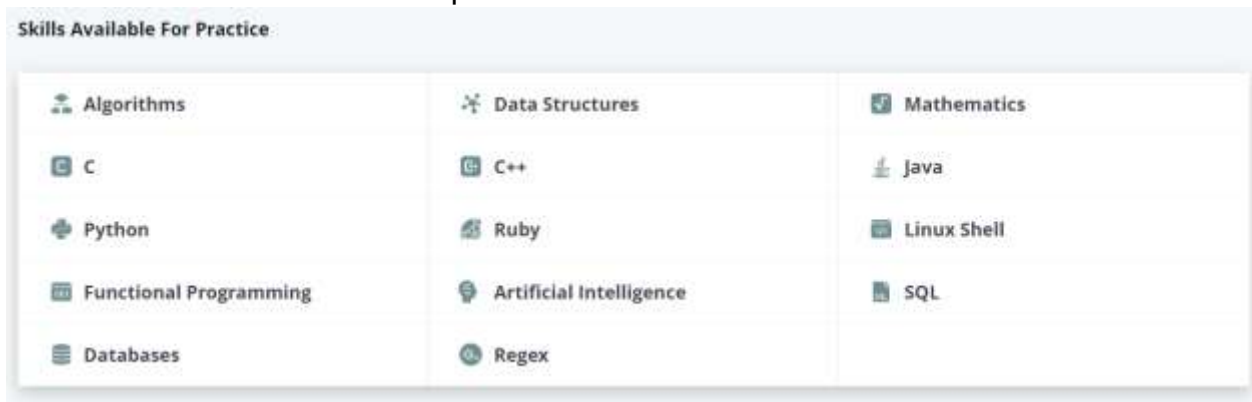 Skills Available For Practice
Algorithms Data Structures Mathematics
C C++ Java
Python Ruby Linux Shell
Functional Programming Artificial Intelligence SQL
Databases Regex